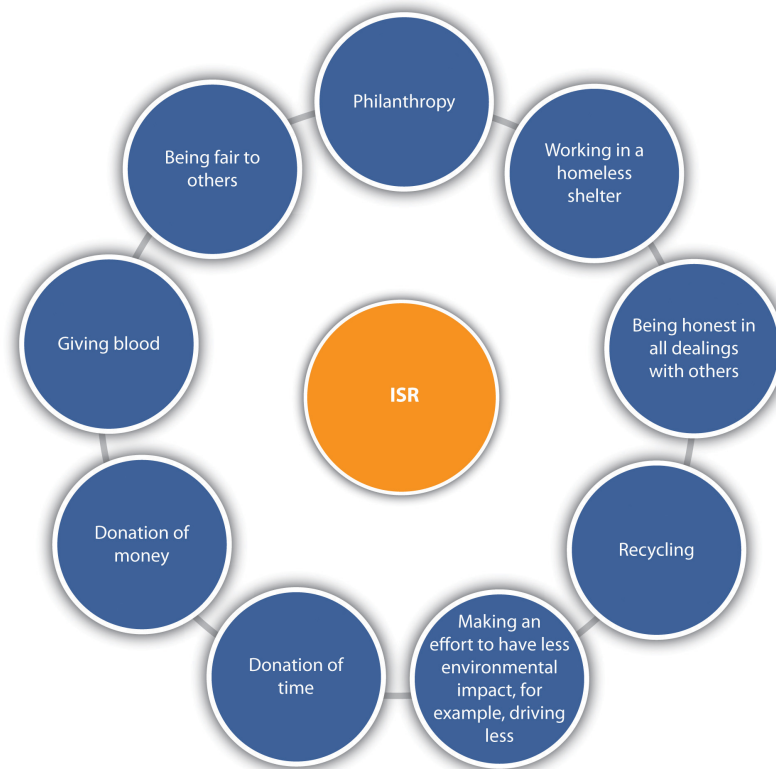 Philanthropy
Working in a
homeless
shelter
Being honest in
all dealings
with others
Recycling
Making an
effort to have less
environmental
impact, for
example, driving
less
Donation of
time
Donation of
money
Giving blood
Being fair to
others
ISR